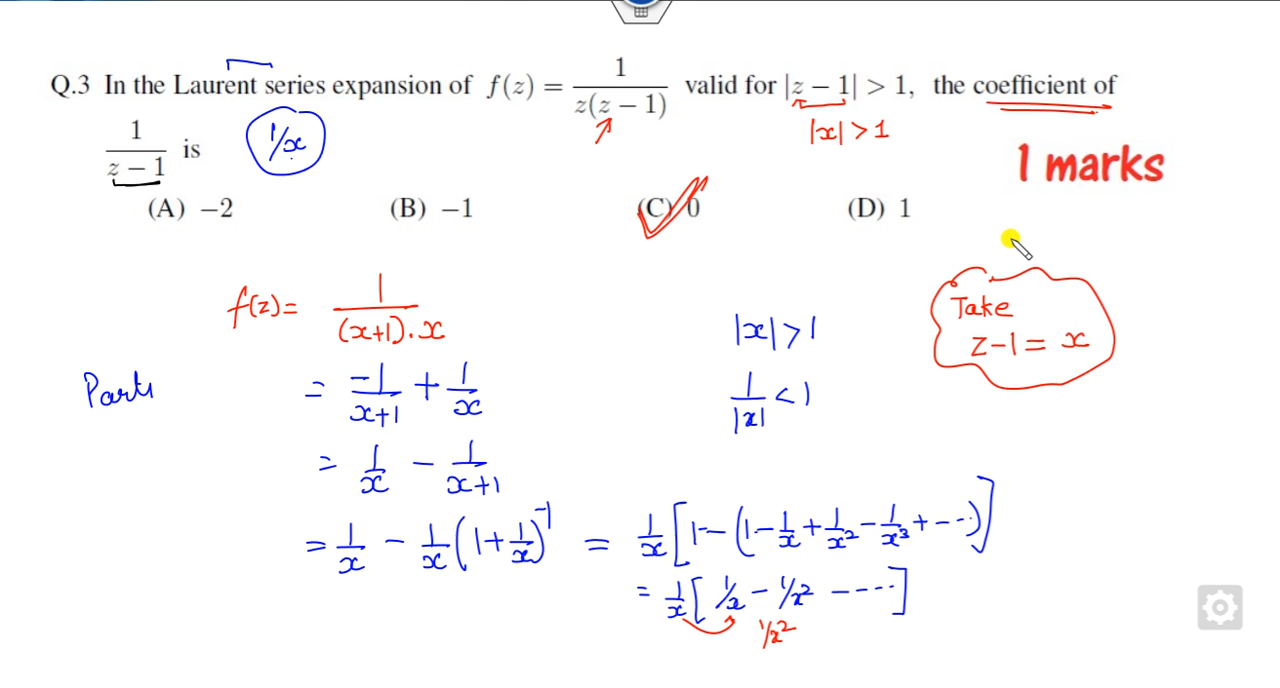 Q.3 In the Laurent series expansion of f(z) = 1/(z(z − 1)) valid for |z − 1| > 1, the coefficient of
1/(z − 1) is
1/x
|x| > 1
1 marks
(A) −2 (B) −1 (C) 0 (D) 1
f(z) = 1/((x+1).x)
|x| > 1
Take
z−1 = x
Parts
= −1/(x+1) + 1/x
1/|x| < 1
= 1/x − 1/(x+1)
= 1/x − 1/x (1 + 1/x)^−1 = 1/x [1 − (1 − 1/x + 1/x² − 1/x³ + ---)]
= 1/x [1/x − 1/x² ----]
1/x²